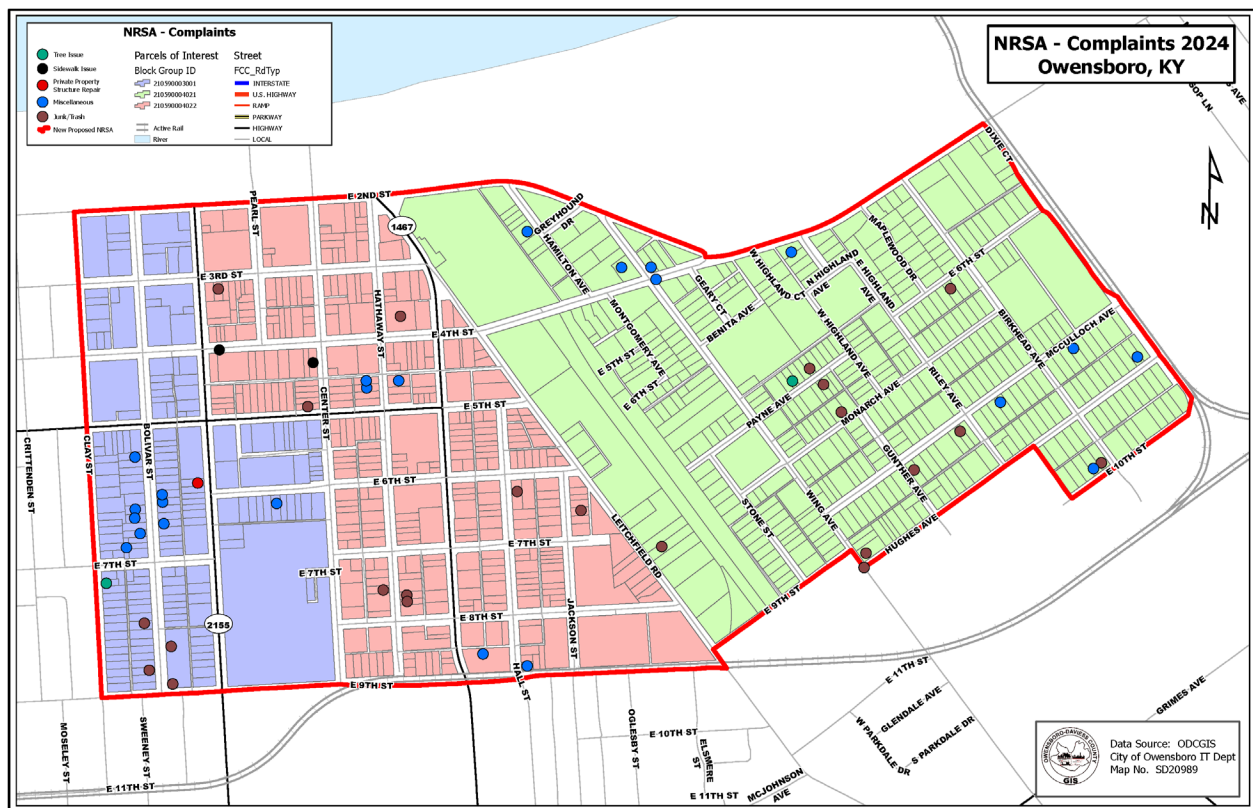 NRSA - Complaints
Tree Issue
Sidewalk Issue
Private Property
Structure Repair
Miscellaneous
Junk/Trash
New Proposed NRSA
Parcels of Interest
Block Group ID
210590003001
210590004021
210590004022
Active Rail
River
Street
FCC_RdTyp
INTERSTATE
U.S. HIGHWAY
RAMP
PARKWAY
HIGHWAY
LOCAL
NRSA - Complaints 2024
Owensboro, KY
DIXIE CT
PEARL ST
E 2ND ST
1467
GREYHOUND
DR
HAMILTON AVE
MAPLEWOOD DR
W HIGHLAND CT
N HIGHLAND
AVE
E HIGHLAND
AVE
E 3RD ST
E 6TH ST
GEARY CT
HATHAWAY ST
MONTGOMERY AVE
BENITA AVE
W HIGHLAND AVE
BIRKHEAD AVE
MCCULLOCH AVE
E 4TH ST
E 5TH ST
E 6TH ST
RILEY AVE
CENTER ST
E 5TH ST
PAYNE AVE
MONARCH AVE
CRITTENDEN ST
CLAY ST
BOLIVAR ST
GUNTHER AVE
E 10TH ST
E 6TH ST
STONE ST
WING AVE
LEITCHFIELD RD
HUGHES AVE
E 7TH ST
E 7TH ST
E 7TH ST
E 9TH ST
2155
E 8TH ST
JACKSON ST
HALL ST
E 9TH ST
E 11TH ST
MOSELEY ST
SWEENEY ST
OGLESBY ST
E 10TH ST
ELSMERE
ST
W PARKDALE DR
GLENDALE AVE
S PARKDALE DR
GRIMES AVE
E 11TH ST
E 11TH ST
MCJOHNSON
AVE
OWENSBORO-DAVIESS COUNTY
GIS
Data Source: ODCGIS
City of Owensboro IT Dept
Map No. SD20989